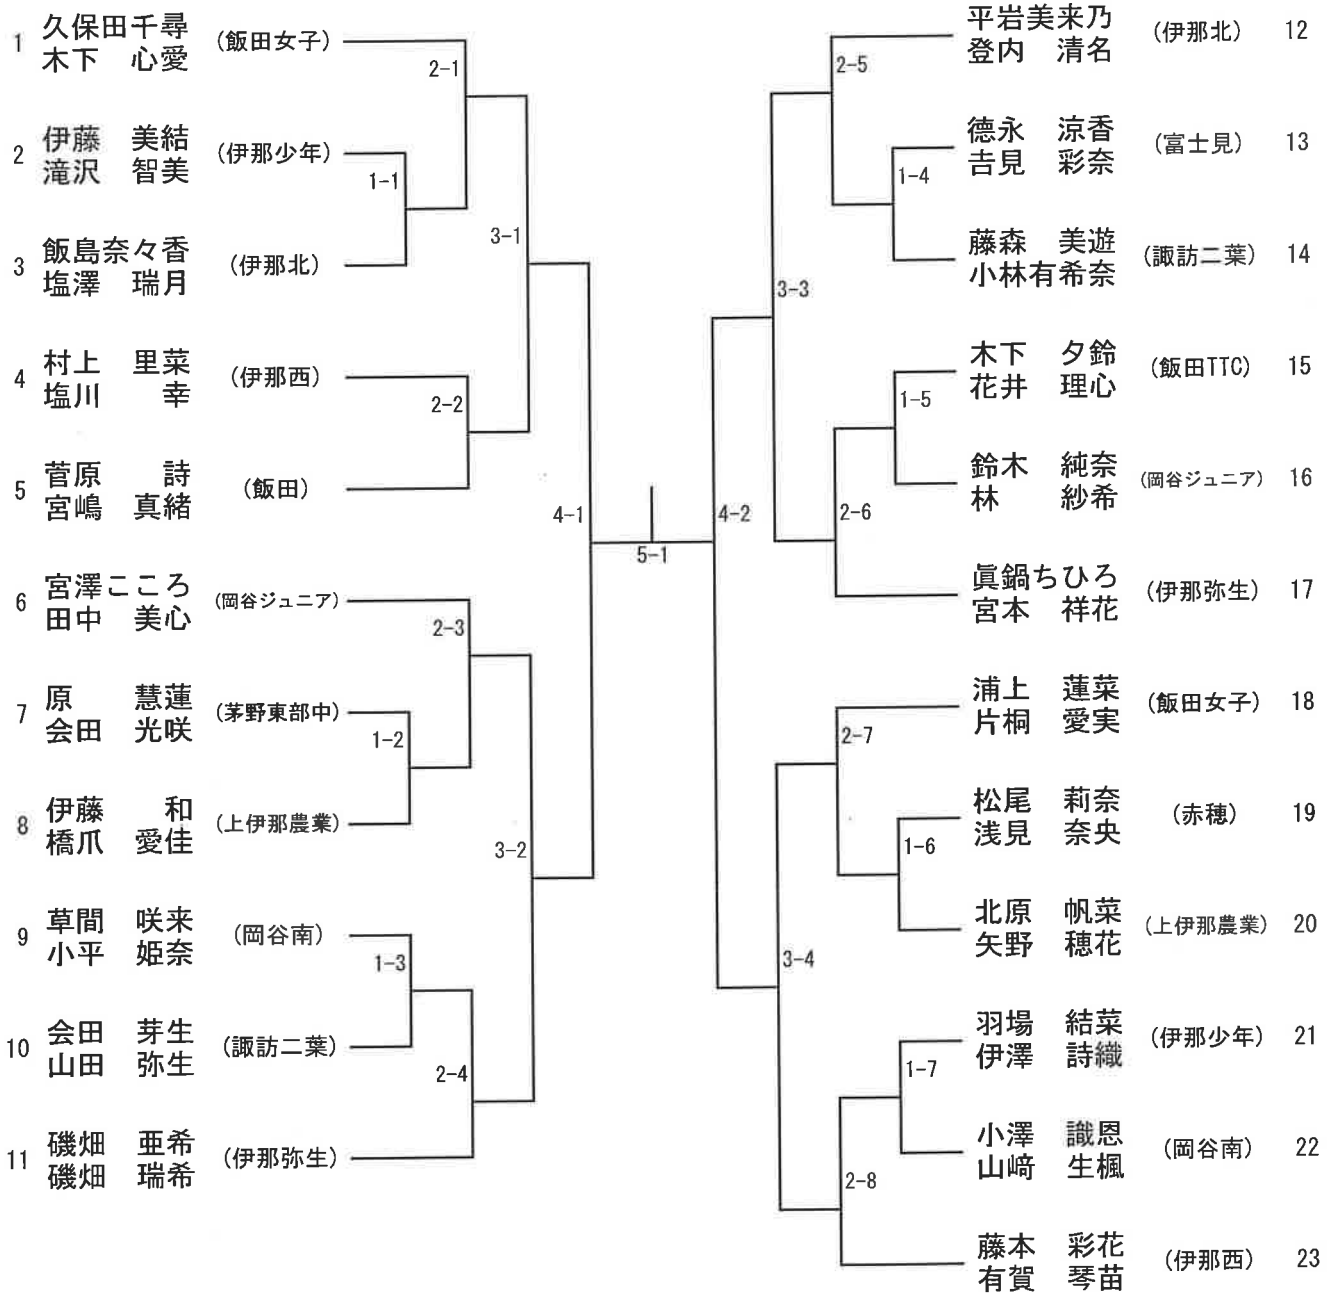 1 久保田千尋 (飯田女子)
木下 心愛
2 伊藤 美結 (伊那少年)
滝沢 智美
3 飯島奈々香 (伊那北)
塩澤 瑞月
4 村上 里菜 (伊那西)
塩川 幸
5 菅原 詩 (飯田)
宮嶋 真緒
6 宮澤こころ (岡谷ジュニア)
田中 美心
7 原 慧蓮 (茅野東部中)
会田 光咲
8 伊藤 和 (上伊那農業)
橋爪 愛佳
9 草間 咲来 (岡谷南)
小平 姫奈
10 会田 芽生 (諏訪二葉)
山田 弥生
11 磯畑 亜希 (伊那弥生)
磯畑 瑞希
2-1
1-1
3-1
2-2
4-1
2-3
1-2
3-2
1-3
2-4
5-1
2-5
1-4
3-3
1-5
4-2
2-6
2-7
1-6
3-4
1-7
2-8
平岩美来乃 (伊那北) 12
登内 清名
德永 涼香 (富士見) 13
吉見 彩奈
藤森 美遊 (諏訪二葉) 14
小林有希奈
木下 夕鈴 (飯田TTC) 15
花井 理心
鈴木 純奈 (岡谷ジュニア) 16
林 紗希
眞鍋ちひろ (伊那弥生) 17
宮本 祥花
浦上 蓮菜 (飯田女子) 18
片桐 愛実
松尾 莉奈 (赤穂) 19
浅見 奈央
北原 帆菜 (上伊那農業) 20
矢野 穂花
羽場 結菜 (伊那少年) 21
伊澤 詩織
小澤 識恩 (岡谷南) 22
山﨑 生楓
藤本 彩花 (伊那西) 23
有賀 琴苗